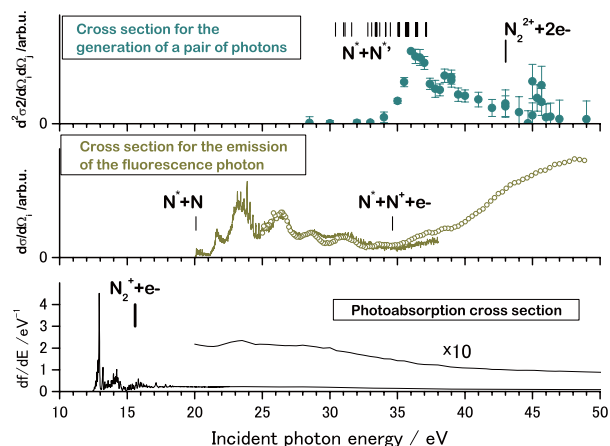 Cross section for the
generation of a pair of photons
N*+N*'
N₂²⁺+2e-
d²σ2/dΩᵢdΩⱼ /arb.u.
0
Cross section for the emission
of the fluorescence photon
N*+N
N*+N⁺+e-
dσ/dΩᵢ/arb.u.
0
N₂⁺+e-
Photoabsorption cross section
×10
df/dE / eV⁻¹
4
3
2
1
0
10 15 20 25 30 35 40 45 50
Incident photon energy / eV